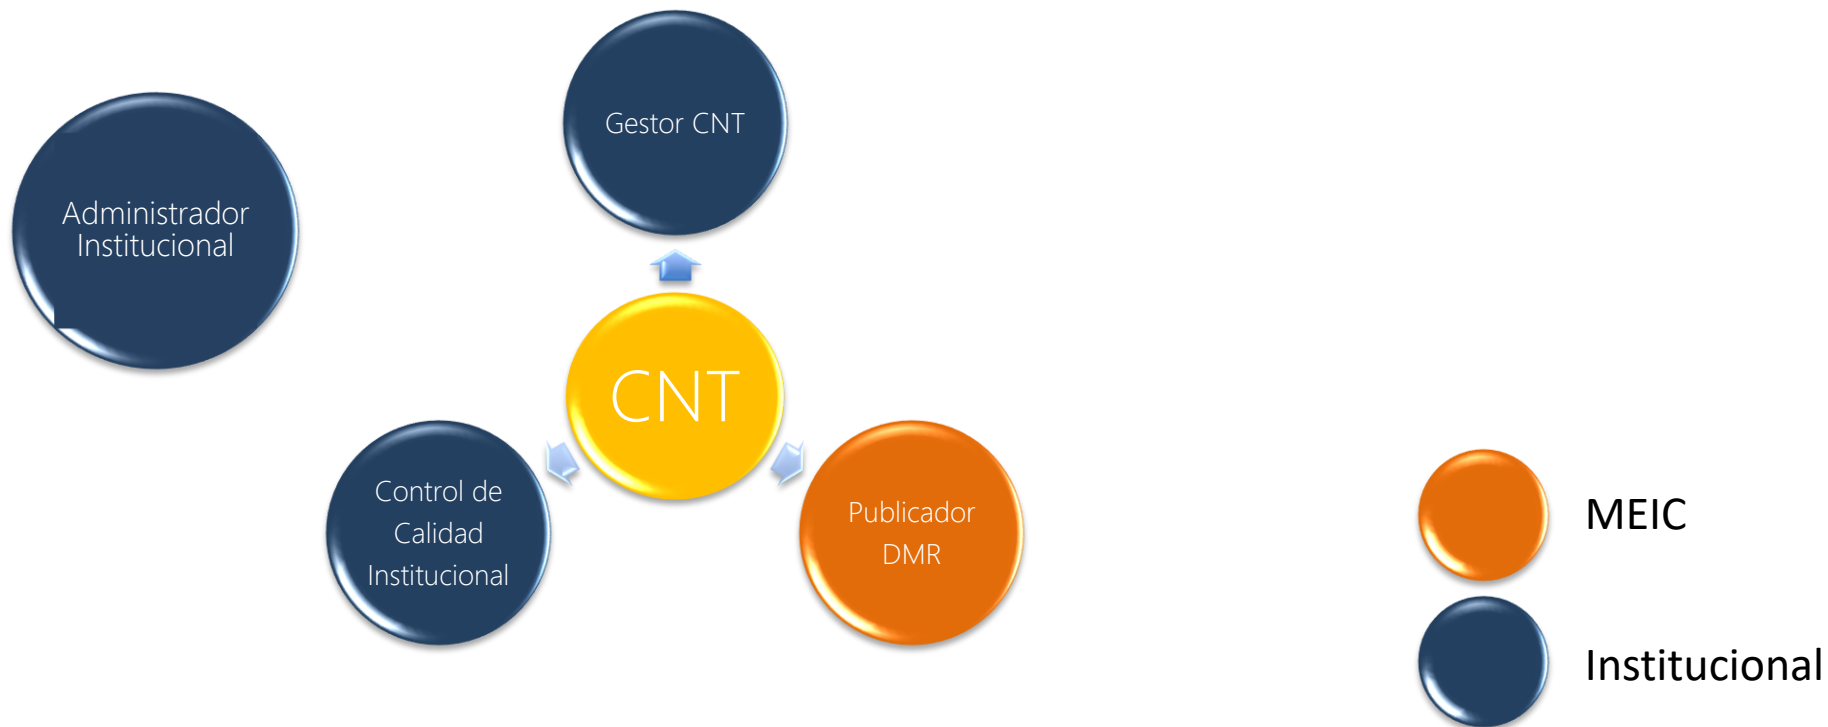 Gestor CNT
Administrador
Institucional
CNT
Control de
Calidad
Institucional
Publicador
DMR
MEIC
Institucional